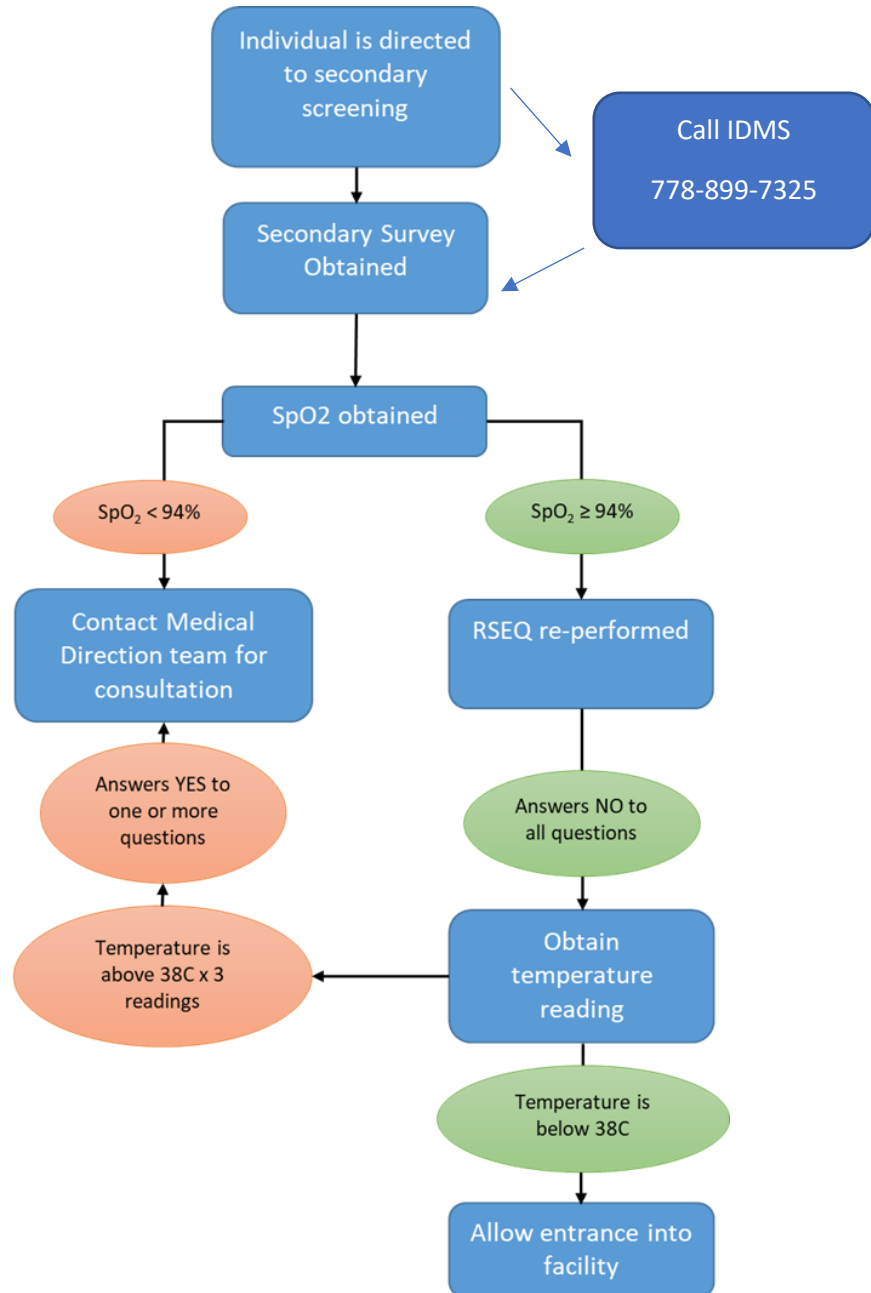 Individual is directed
to secondary
screening
Call IDMS
778-899-7325
Secondary Survey
Obtained
SpO2 obtained
SpO₂ < 94%
SpO₂ ≥ 94%
Contact Medical
Direction team for
consultation
RSEQ re-performed
Answers YES to
one or more
questions
Answers NO to
all questions
Temperature is
above 38C x 3
readings
Obtain
temperature
reading
Temperature is
below 38C
Allow entrance into
facility